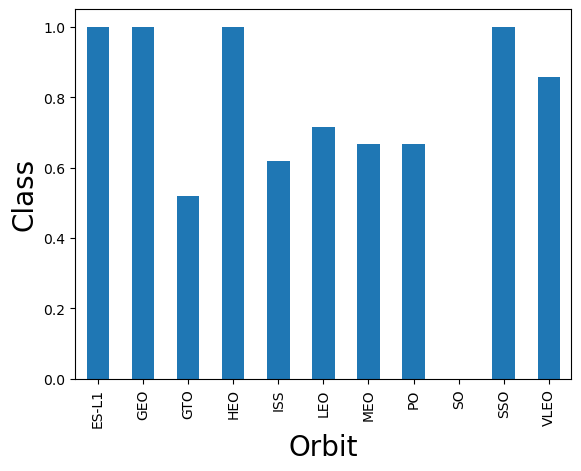 1.0
0.8
0.6
0.4
0.2
0.0
Class
ES-L1
GEO
GTO
HEO
ISS
LEO
MEO
PO
SO
SSO
VLEO
Orbit